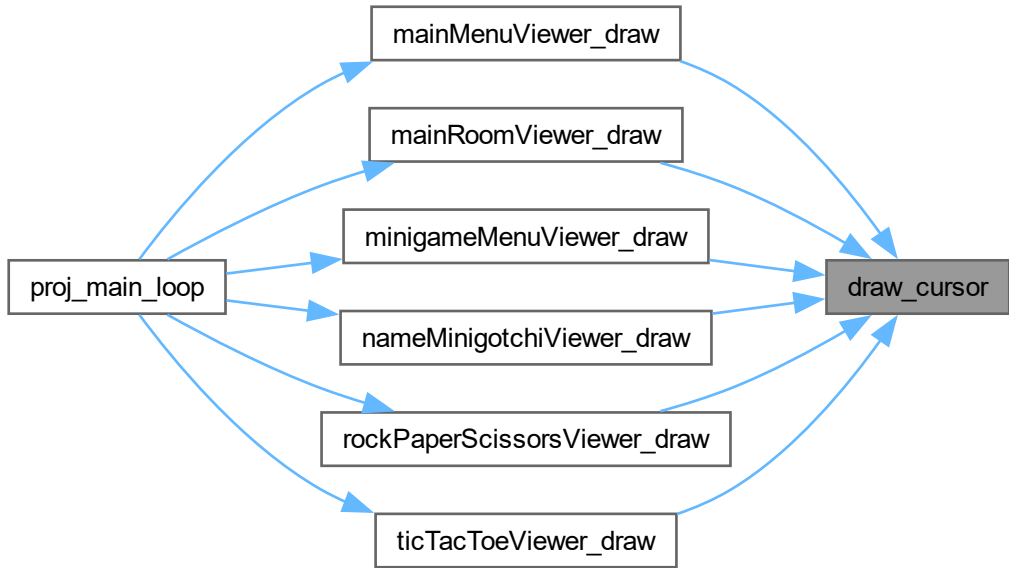 mainMenuViewer_draw
mainRoomViewer_draw
minigameMenuViewer_draw
proj_main_loop
draw_cursor
nameMinigotchiViewer_draw
rockPaperScissorsViewer_draw
ticTacToeViewer_draw